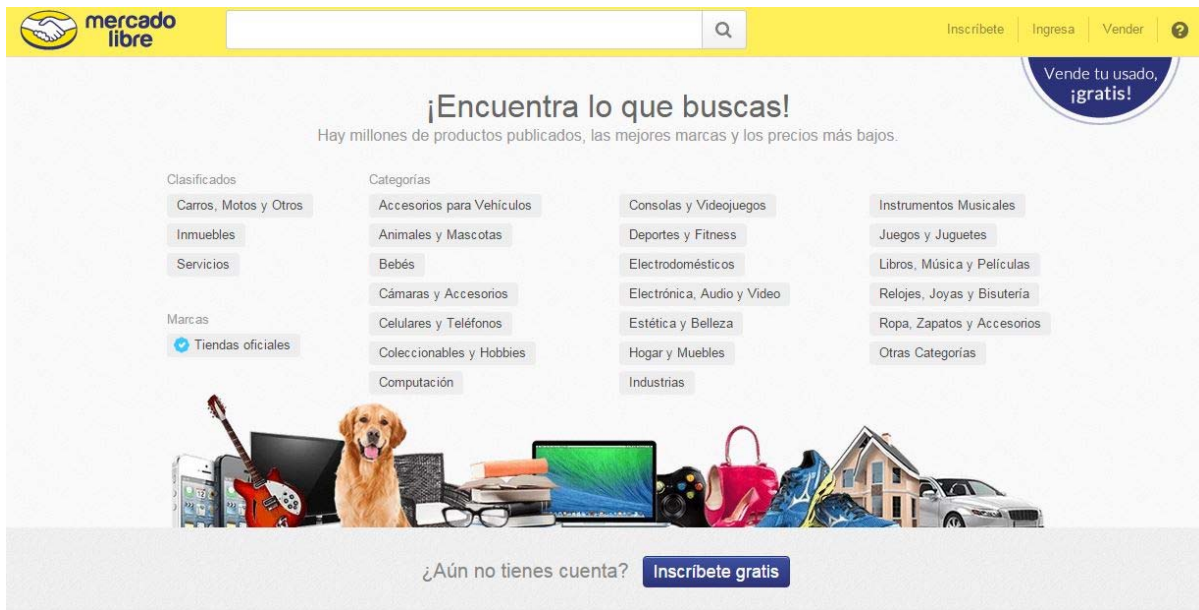 mercado
libre
Inscríbete
Ingresa
Vender
?
Vende tu usado,
¡gratis!
¡Encuentra lo que buscas!
Hay millones de productos publicados, las mejores marcas y los precios más bajos.
Clasificados
Carros, Motos y Otros
Inmuebles
Servicios
Marcas
Tiendas oficiales
Categorías
Accesorios para Vehículos
Animales y Mascotas
Bebés
Cámaras y Accesorios
Celulares y Teléfonos
Coleccionables y Hobbies
Computación
Consolas y Videojuegos
Deportes y Fitness
Electrodomésticos
Electrónica, Audio y Video
Estética y Belleza
Hogar y Muebles
Industrias
Instrumentos Musicales
Juegos y Juguetes
Libros, Música y Películas
Relojes, Joyas y Bisutería
Ropa, Zapatos y Accesorios
Otras Categorías
¿Aún no tienes cuenta?
Inscríbete gratis